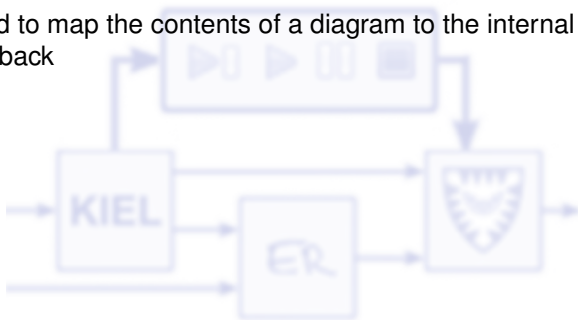 d to map the contents of a diagram to the internal
back
KIEL
ER